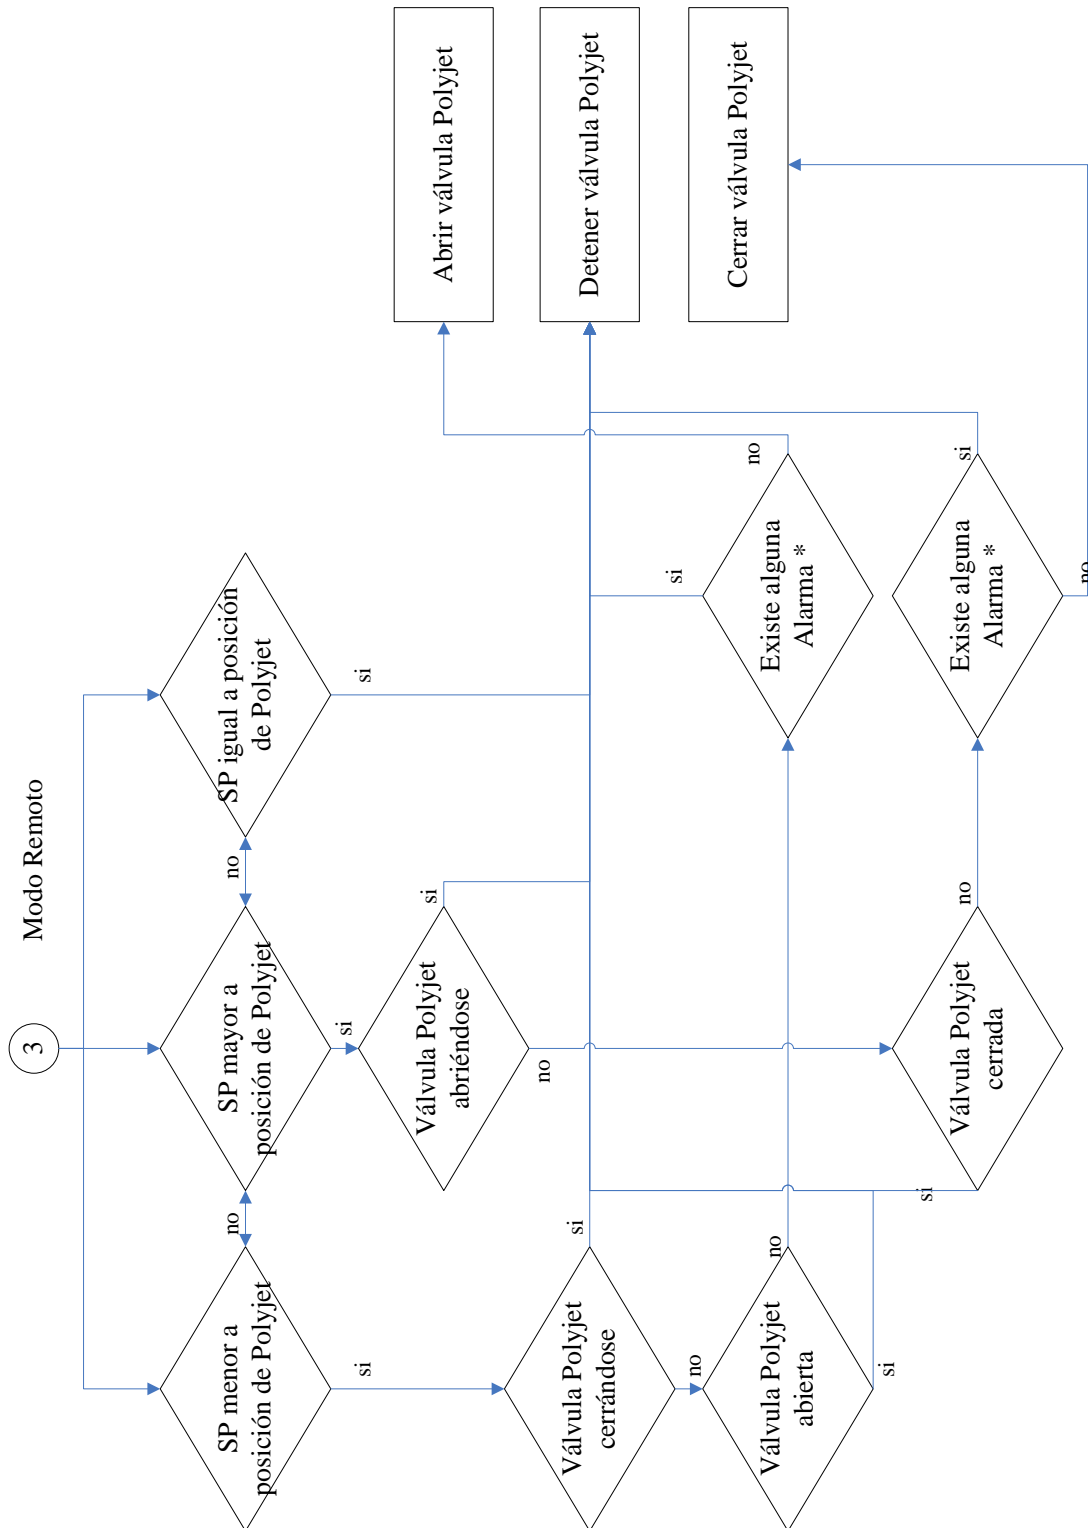 Modo Remoto
3
SP menor a
posición de Polyjet
no
SP mayor a
posición de Polyjet
no
SP igual a posición
de Polyjet
si
si
si
Válvula Polyjet
abriéndose
si
no
Abrir válvula Polyjet
Válvula Polyjet
cerrándose
si
no
Detener válvula Polyjet
Válvula Polyjet
abierta
no
si
Existe alguna
Alarma *
si
no
Cerrar válvula Polyjet
si
Válvula Polyjet
cerrada
no
Existe alguna
Alarma *
si
no